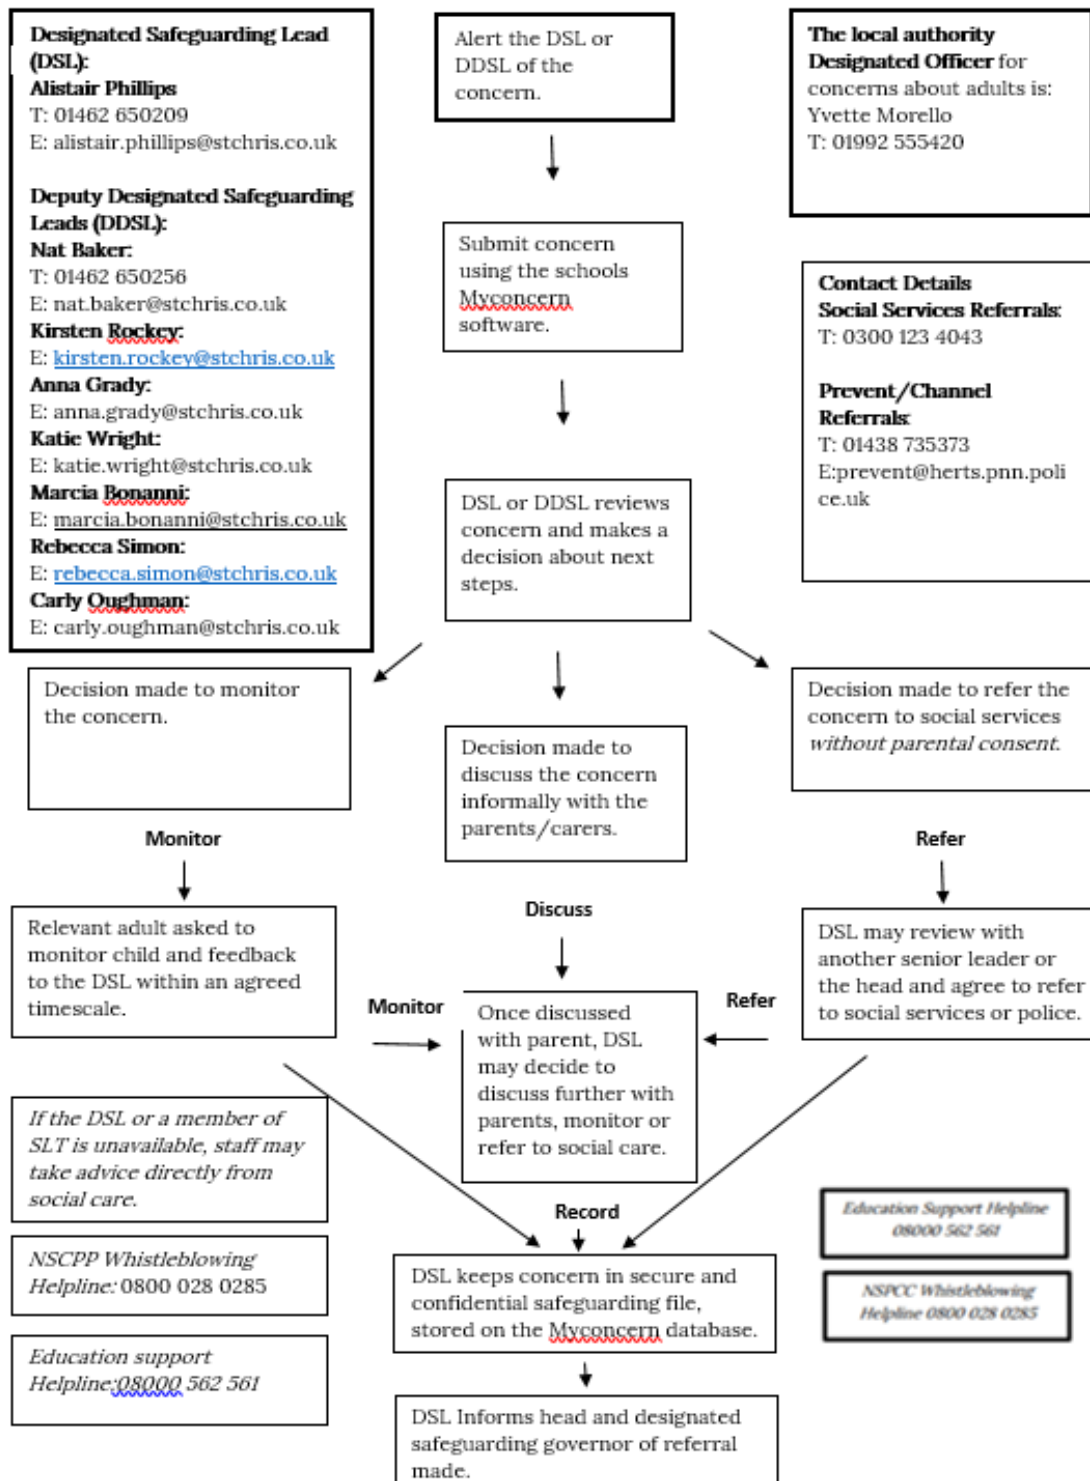 Designated Safeguarding Lead
(DSL):
Alistair Phillips
T: 01462 650209
E: alistair.phillips@stchris.co.uk
Deputy Designated Safeguarding
Leads (DDSL):
Nat Baker:
T: 01462 650256
E: nat.baker@stchris.co.uk
Kirsten Rockey:
E: kirsten.rockey@stchris.co.uk
Anna Grady:
E: anna.grady@stchris.co.uk
Katie Wright:
E: katie.wright@stchris.co.uk
Marcia Bonanni:
E: marcia.bonanni@stchris.co.uk
Rebecca Simon:
E: rebecca.simon@stchris.co.uk
Carly Oughman:
E: carly.oughman@stchris.co.uk
Alert the DSL or
DDSL of the
concern.
The local authority
Designated Officer for
concerns about adults is:
Yvette Morello
T: 01992 555420
Submit concern
using the schools
Myconcern
software.
Contact Details
Social Services Referrals:
T: 0300 123 4043
Prevent/Channel
Referrals:
T: 01438 735373
E:prevent@herts.pnn.poli
ce.uk
DSL or DDSL reviews
concern and makes a
decision about next
steps.
Decision made to monitor
the concern.
Decision made to
discuss the concern
informally with the
parents/carers.
Decision made to refer the
concern to social services
without parental consent.
Monitor
Discuss
Refer
Relevant adult asked to
monitor child and feedback
to the DSL within an agreed
timescale.
Monitor
Once discussed
with parent, DSL
may decide to
discuss further with
parents, monitor or
refer to social care.
Refer
DSL may review with
another senior leader or
the head and agree to refer
to social services or police.
If the DSL or a member of
SLT is unavailable, staff may
take advice directly from
social care.
NSCPP Whistleblowing
Helpline: 0800 028 0285
Education support
Helpline:08000 562 561
Record
DSL keeps concern in secure and
confidential safeguarding file,
stored on the Myconcern database.
Education Support Helpline
08000 562 561
NSPCC Whistleblowing
Helpline 0800 028 0285
DSL Informs head and designated
safeguarding governor of referral
made.